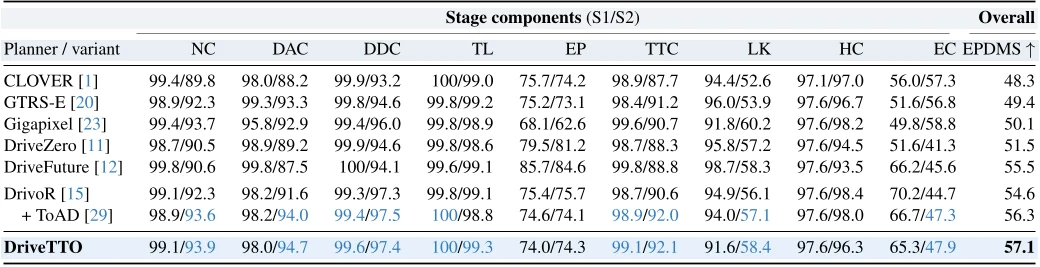 Stage components (S1/S2) Overall
Planner / variant NC DAC DDC TL EP TTC LK HC EC EPDMS ↑
CLOVER [1] 99.4/89.8 98.0/88.2 99.9/93.2 100/99.0 75.7/74.2 98.9/87.7 94.4/52.6 97.1/97.0 56.0/57.3 48.3
GTRS-E [20] 98.9/92.3 99.3/93.3 99.8/94.6 99.8/99.2 75.2/73.1 98.4/91.2 96.0/53.9 97.6/96.7 51.6/56.8 49.4
Gigapixel [23] 99.4/93.7 95.8/92.9 99.4/96.0 99.8/98.9 68.1/62.6 99.6/90.7 91.8/60.2 97.6/98.2 49.8/58.8 50.1
DriveZero [11] 98.7/90.5 98.9/89.2 99.9/94.6 99.8/98.6 79.5/81.2 98.7/88.3 95.8/57.2 97.6/94.5 51.6/41.3 51.5
DriveFuture [12] 99.8/90.6 99.8/87.5 100/94.1 99.6/99.1 85.7/84.6 99.8/88.8 98.7/58.3 97.6/93.5 66.2/45.6 55.5
DrivoR [15] 99.1/92.3 98.2/91.6 99.3/97.3 99.8/99.1 75.4/75.7 98.7/90.6 94.9/56.1 97.6/98.4 70.2/44.7 54.6
+ ToAD [29] 98.9/93.6 98.2/94.0 99.4/97.5 100/98.8 74.6/74.1 98.9/92.0 94.0/57.1 97.6/98.0 66.7/47.3 56.3
DriveTTO 99.1/93.9 98.0/94.7 99.6/97.4 100/99.3 74.0/74.3 99.1/92.1 91.6/58.4 97.6/96.3 65.3/47.9 57.1